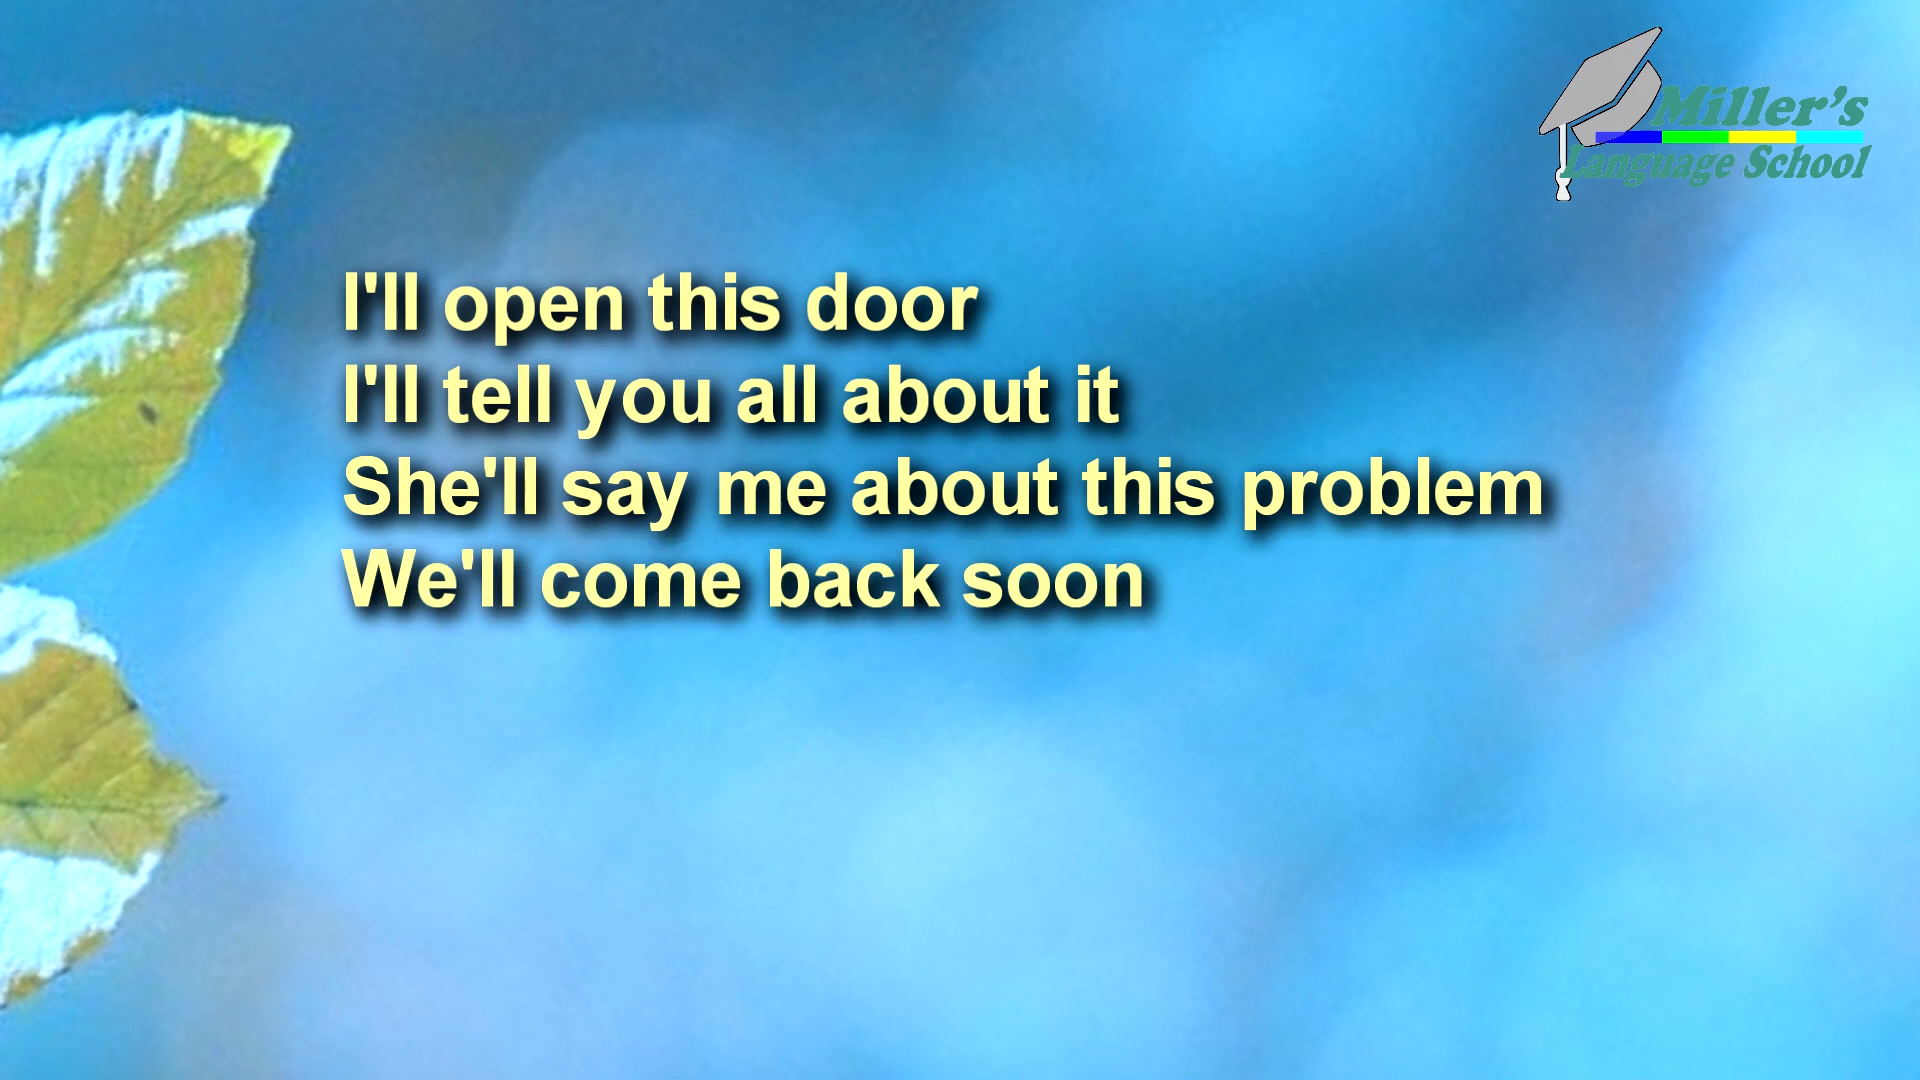 Miller's
Language School
I'll open this door
I'll tell you all about it
She'll say me about this problem
We'll come back soon